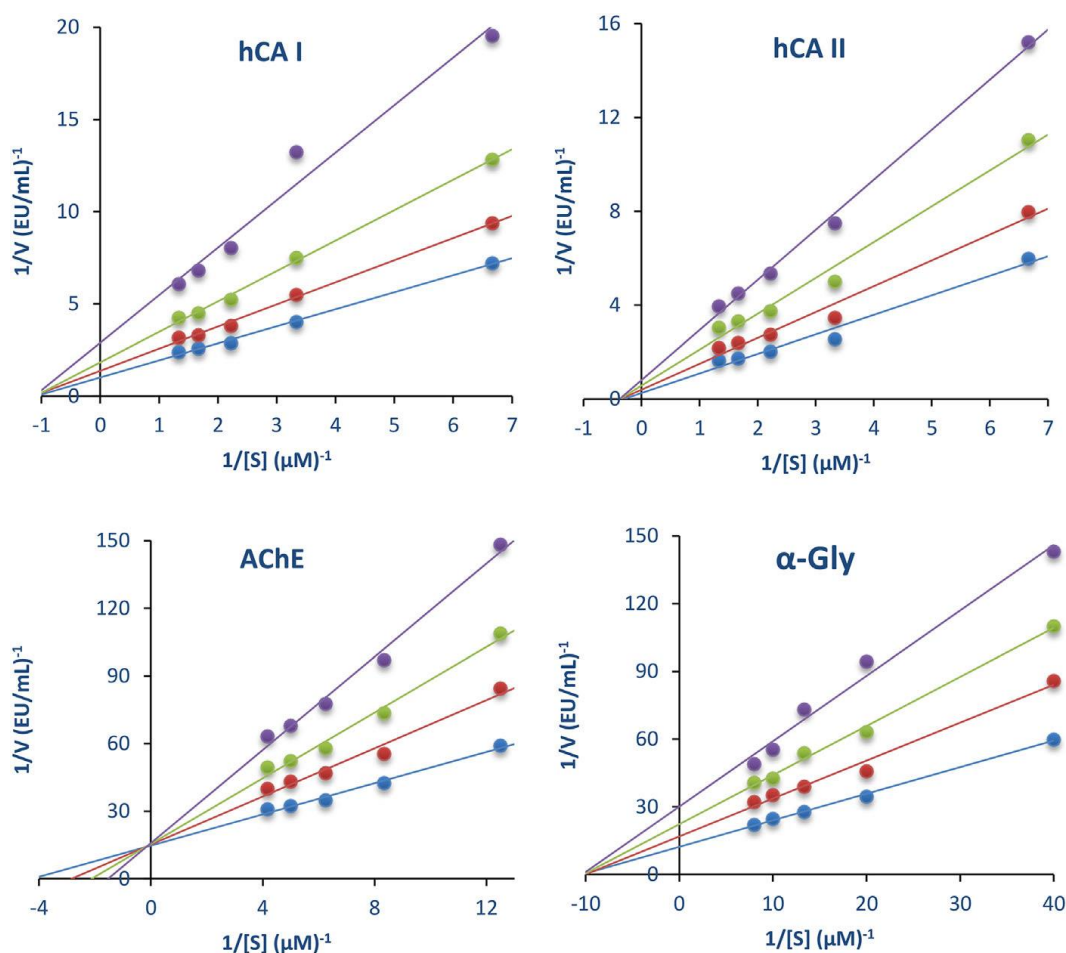 hCA I
1/V (EU/mL)-1
20
15
10
5
0
-1 0 1 2 3 4 5 6 7
1/[S] (µM)-1
hCA II
1/V (EU/mL)-1
16
12
8
4
0
-1 0 1 2 3 4 5 6 7
1/[S] (µM)-1
AChE
1/V (EU/mL)-1
150
120
90
60
30
0
-4 0 4 8 12
1/[S] (µM)-1
α-Gly
1/V (EU/mL)-1
150
120
90
60
30
0
-10 0 10 20 30 40
1/[S] (µM)-1